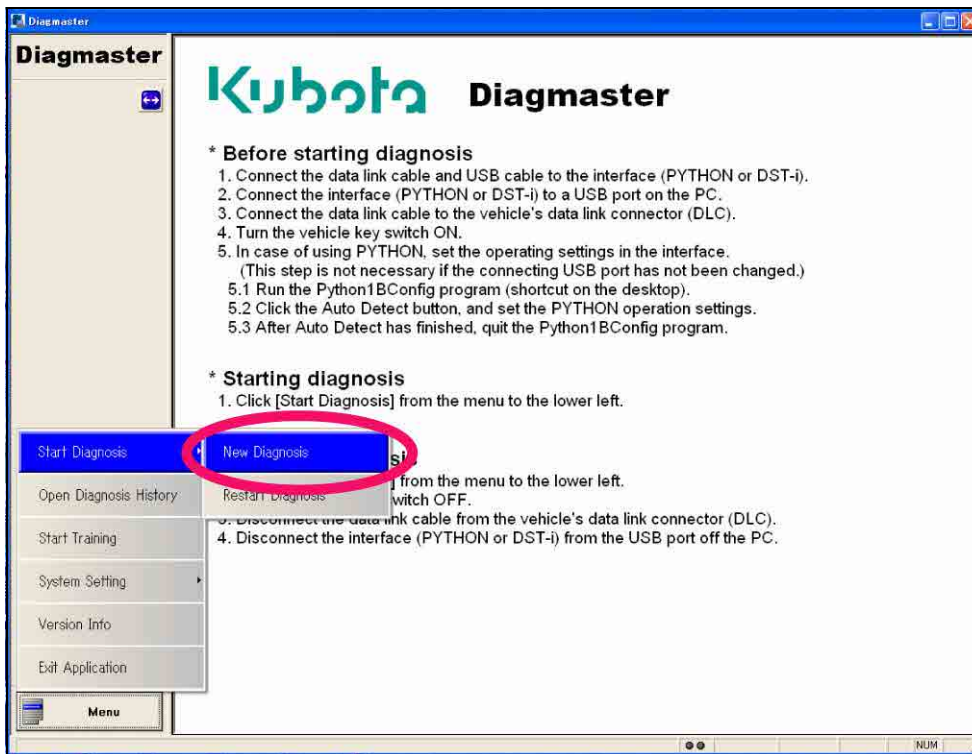 Diagmaster
Diagmaster
Kubota Diagmaster
* Before starting diagnosis
1. Connect the data link cable and USB cable to the interface (PYTHON or DST-i).
2. Connect the interface (PYTHON or DST-i) to a USB port on the PC.
3. Connect the data link cable to the vehicle's data link connector (DLC).
4. Turn the vehicle key switch ON.
5. In case of using PYTHON, set the operating settings in the interface.
(This step is not necessary if the connecting USB port has not been changed.)
5.1 Run the Python1BConfig program (shortcut on the desktop).
5.2 Click the Auto Detect button, and set the PYTHON operation settings.
5.3 After Auto Detect has finished, quit the Python1BConfig program.
* Starting diagnosis
1. Click [Start Diagnosis] from the menu to the lower left.
from the menu to the lower left.
switch OFF.
3. Disconnect the data link cable from the vehicle's data link connector (DLC).
4. Disconnect the interface (PYTHON or DST-i) from the USB port off the PC.
Start Diagnosis
New Diagnosis
Open Diagnosis History
Restart Diagnosis
Start Training
System Setting
Version Info
Exit Application
Menu
NUM